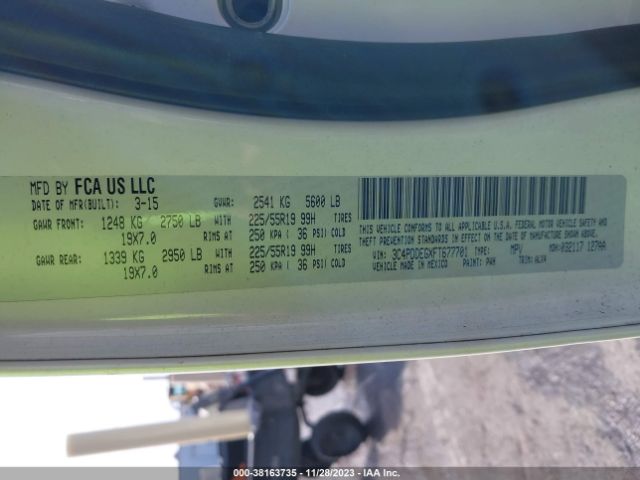 MFD BY FCA US LLC
DATE OF MFR(BUILT): 3-15 GVWR: 2541 KG 5600 LB
GAWR FRONT: 1248 KG 2750 LB WITH 225/55R19 99H TIRES
19X7.0 RIMS AT 250 KPA ( 36 PSI) COLD
GAWR REAR: 1339 KG 2950 LB WITH 225/55R19 99H TIRES
19X7.0 RIMS AT 250 KPA ( 36 PSI) COLD
THIS VEHICLE CONFORMS TO ALL APPLICABLE U.S.A. FEDERAL MOTOR VEHICLE SAFETY AND
THEFT PREVENTION STANDARDS IN EFFECT ON THE DATE OF MANUFACTURE SHOWN ABOVE.
VIN: 3C4PDDEGXFT677701 TYPE: MPV MDH: 032117 127AA
VEHICLE MADE IN MEXICO PAINT: PWH TRIM: ALXA
000-38163735 - 11/28/2023 - IAA Inc.